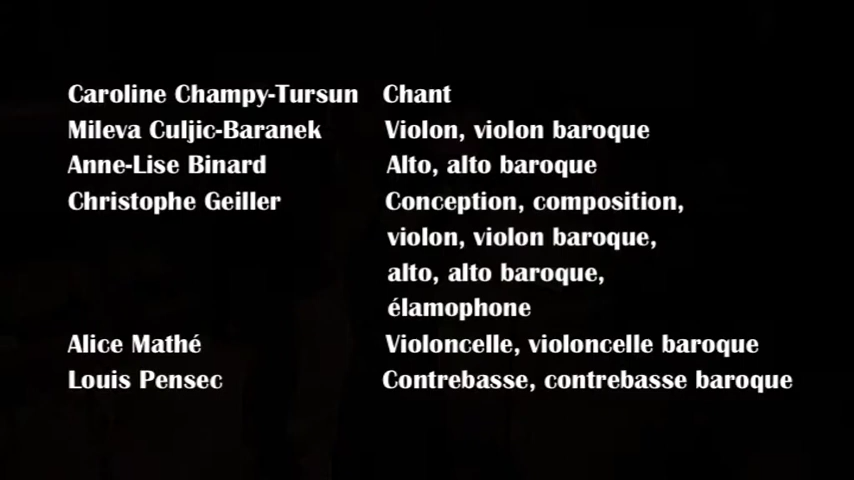 Caroline Champy-Tursun Chant
Mileva Culjic-Baranek Violon, violon baroque
Anne-Lise Binard Alto, alto baroque
Christophe Geiller Conception, composition,
violon, violon baroque,
alto, alto baroque,
élamophone
Alice Mathé Violoncelle, violoncelle baroque
Louis Pensec Contrebasse, contrebasse baroque